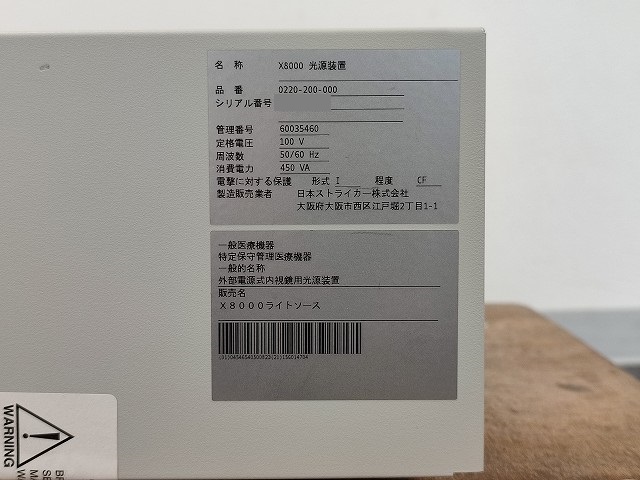 名 称 X8000 光源装置
品 番 0220-200-000
シリアル番号
管理番号 60035460
定格電圧 100 V
周波数 50/60 Hz
消費電力 450 VA
電撃に対する保護 形式 I 程度 CF
製造販売業者 日本ストライカー株式会社
大阪府大阪市西区江戸堀2丁目1-1
一般医療機器
特定保守管理医療機器
一般的名称
外部電源式内視鏡用光源装置
販売名
X8000ライトソース
WARNING